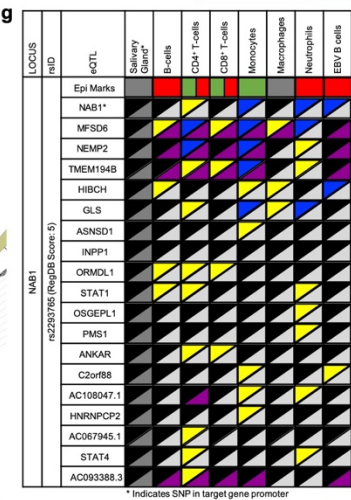 g
LOCUS
rsID
eQTL
Salivary
Gland*
B-cells
CD4+ T-cells
CD8+ T-cells
Monocytes
Macrophages
Neutrophils
EBV B cells
NAB1
rs2293765 (RegDB Score: 5)
Epi Marks
NAB1*
MFSD6
NEMP2
TMEM194B
HIBCH
GLS
ASNSD1
INPP1
ORMDL1
STAT1
OSGEPL1
PMS1
ANKAR
C2orf88
AC108047.1
HNRNPCP2
AC067945.1
STAT4
AC093388.3
* Indicates SNP in target gene promoter